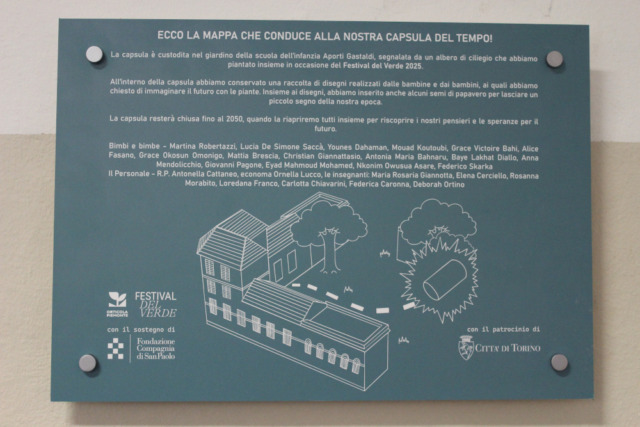 ECCO LA MAPPA CHE CONDUCE ALLA NOSTRA CAPSULA DEL TEMPO!
La capsula è custodita nel giardino della scuola dell'infanzia Aporti Gastaldi, segnalata da un albero di ciliegio che abbiamo
piantato insieme in occasione del Festival del Verde 2025.
All'interno della capsula abbiamo conservato una raccolta di disegni realizzati dalle bambine e dai bambini, ai quali abbiamo
chiesto di immaginare il futuro con le piante. Insieme ai disegni, abbiamo inserito anche alcuni semi di papavero per lasciare un
piccolo segno della nostra epoca.
La capsula resterà chiusa fino al 2050, quando la riapriremo tutti insieme per riscoprire i nostri pensieri e le speranze per il
futuro.
Bimbi e bimbe - Martina Robertazzi, Lucia De Simone Saccà, Younes Dahaman, Mouad Koutoubi, Grace Victoire Bahi, Alice
Fasano, Grace Okosun Omonigo, Mattia Brescia, Christian Giannattasio, Antonia Maria Bahnaru, Baye Lakhat Diallo, Anna
Mendolicchio, Giovanni Pagone, Eyad Mahmoud Mohamed, Nkonim Owusua Asare, Federico Skarka
Il Personale - R.P. Antonella Cattaneo, economa Ornella Lucco, le insegnanti: Maria Rosaria Giannotta, Elena Cerciello, Rosanna
Morabito, Loredana Franco, Carlotta Chiavarini, Federica Caronna, Deborah Ortino
ORTICOLA
PIEMONTE
FESTIVAL
DEL
VERDE
con il sostegno di
Fondazione
Compagnia
di San Paolo
con il patrocinio di
CITTA' DI TORINO